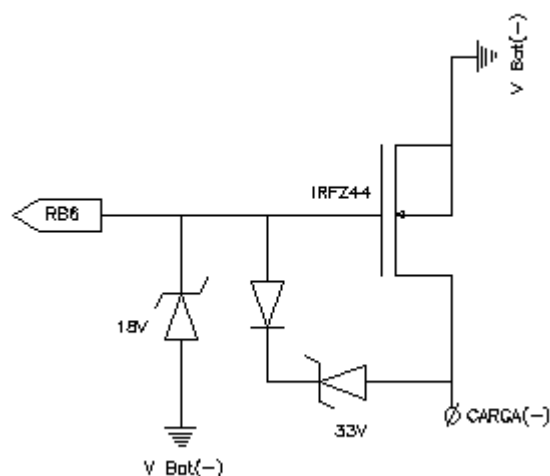 V Bat(-)
IRFZ44
RB6
18V
33V
CARGA(-)
V Bat(-)